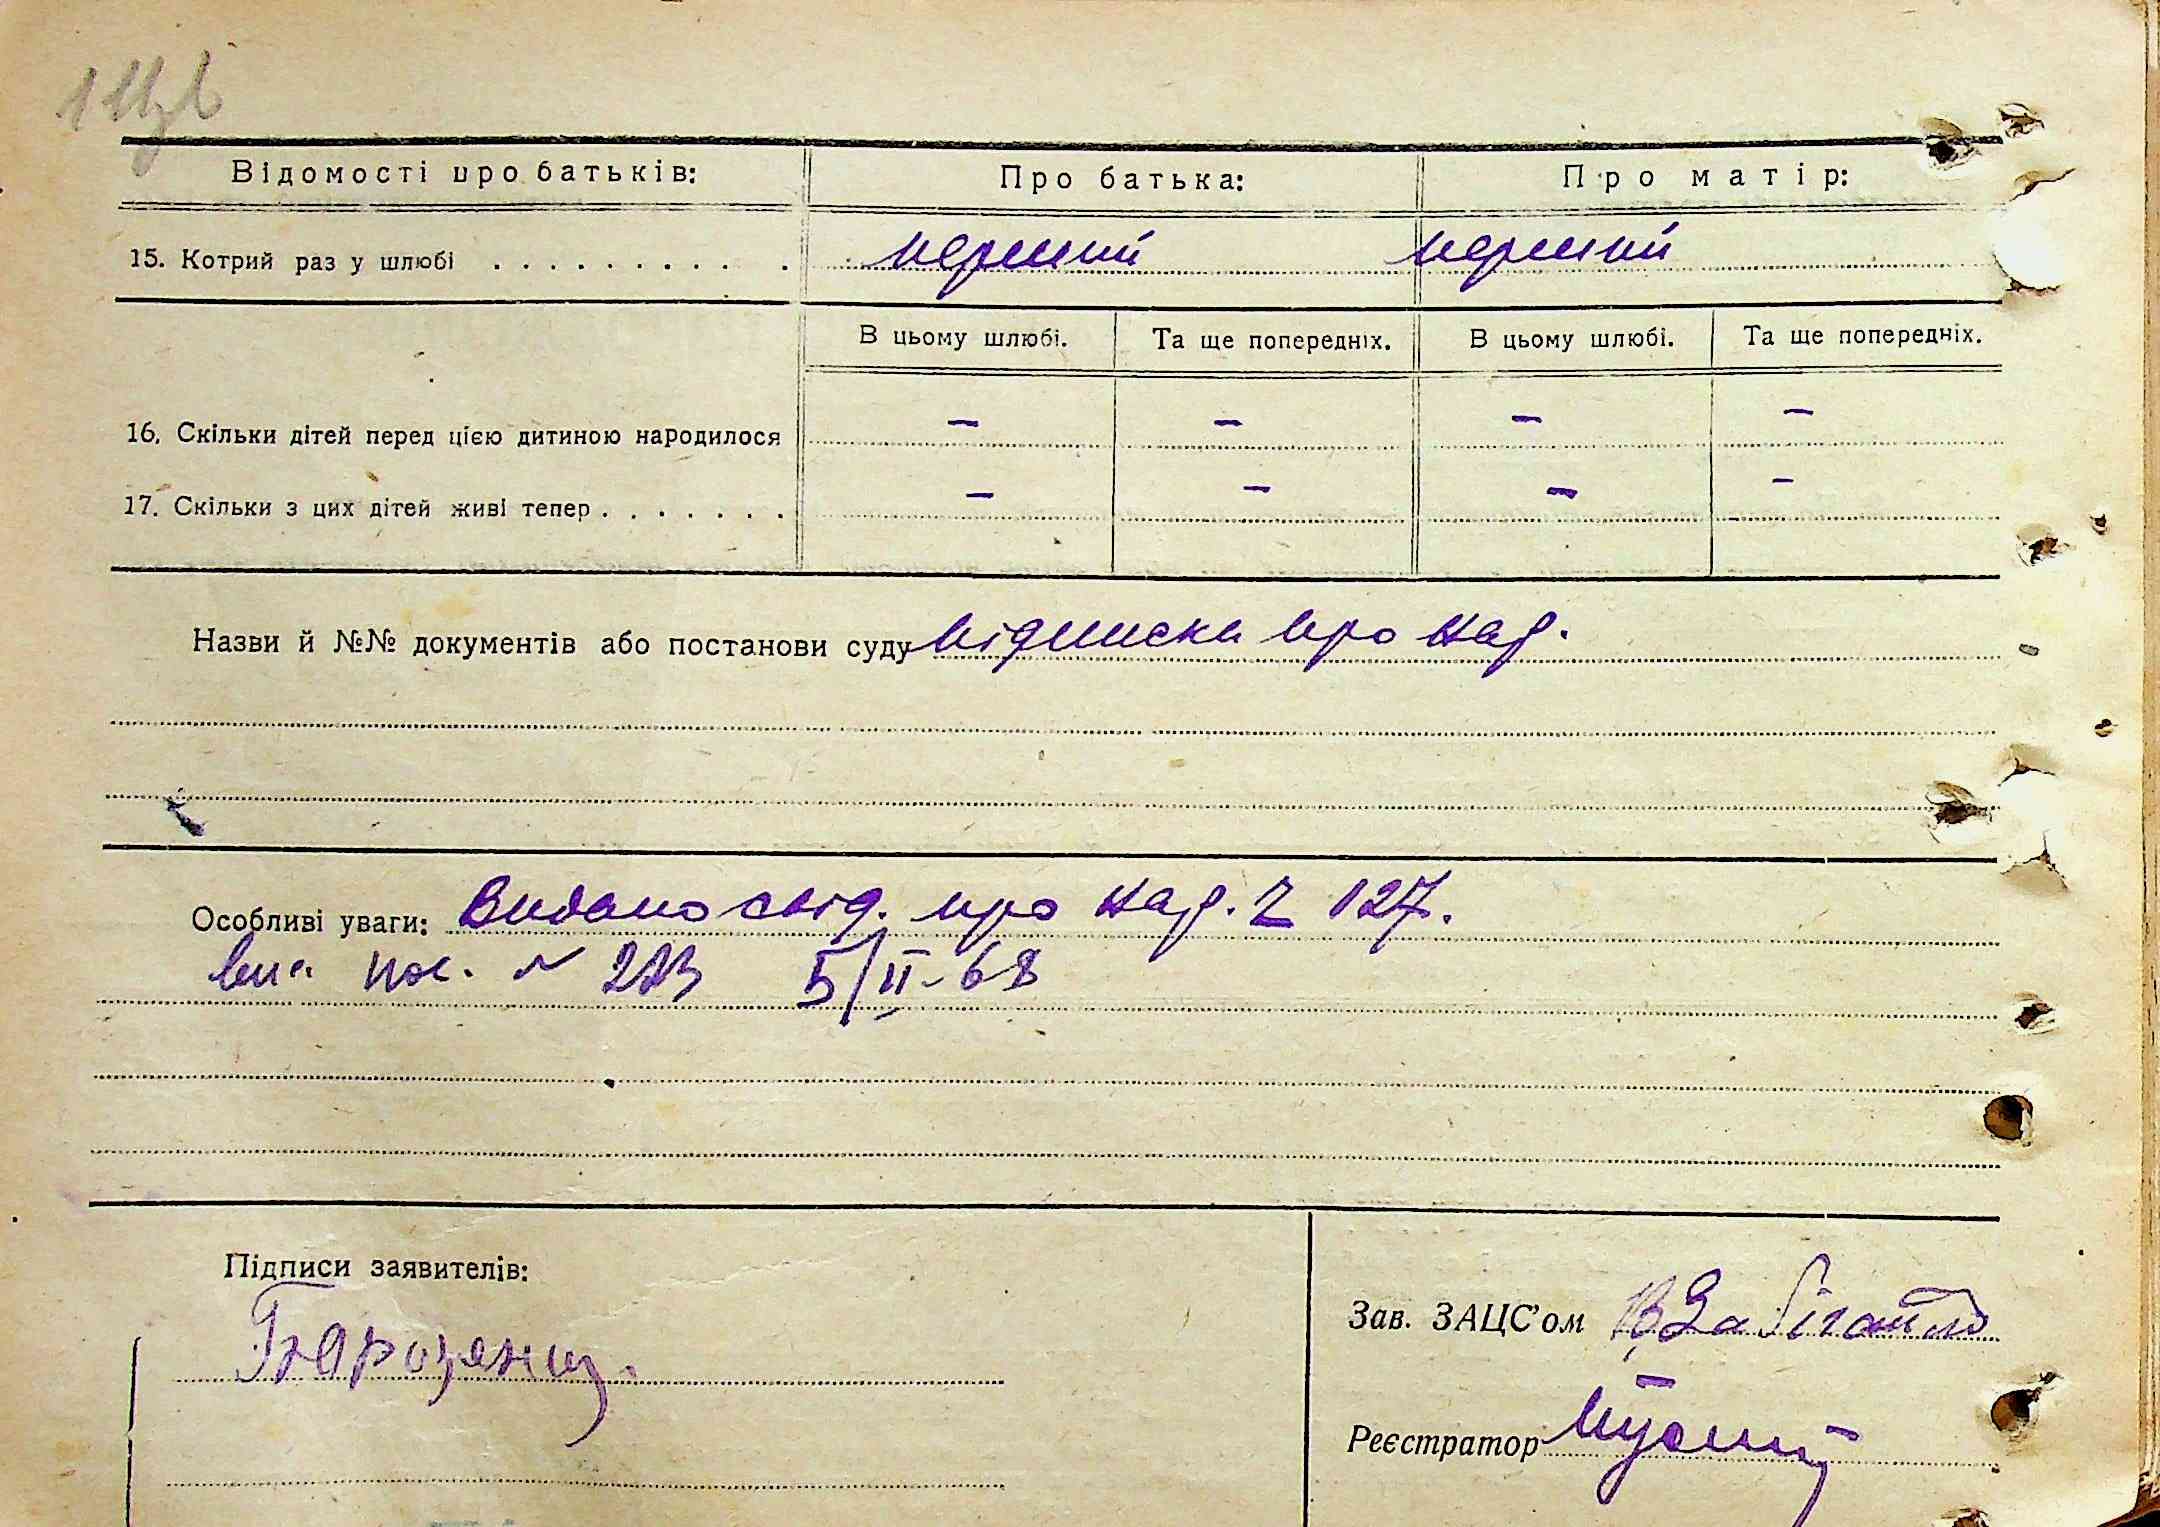 Відомості про батьків: Про батька: Про матір:
15. Котрий раз у шлюбі . . . . . . . . . . перший перший
В цьому шлюбі. Та ще попередніх. В цьому шлюбі. Та ще попередніх.
16. Скільки дітей перед цією дитиною народилося — — — —
17. Скільки з цих дітей живі тепер . . . . . . . — — — —
Назви й №№ документів або постанови суду підписка про нар.
Особливі уваги: Видано свід. про нар. 2 127.
5/II-68
Підписи заявителів:
Зав. ЗАЦС'ом
Реєстратор